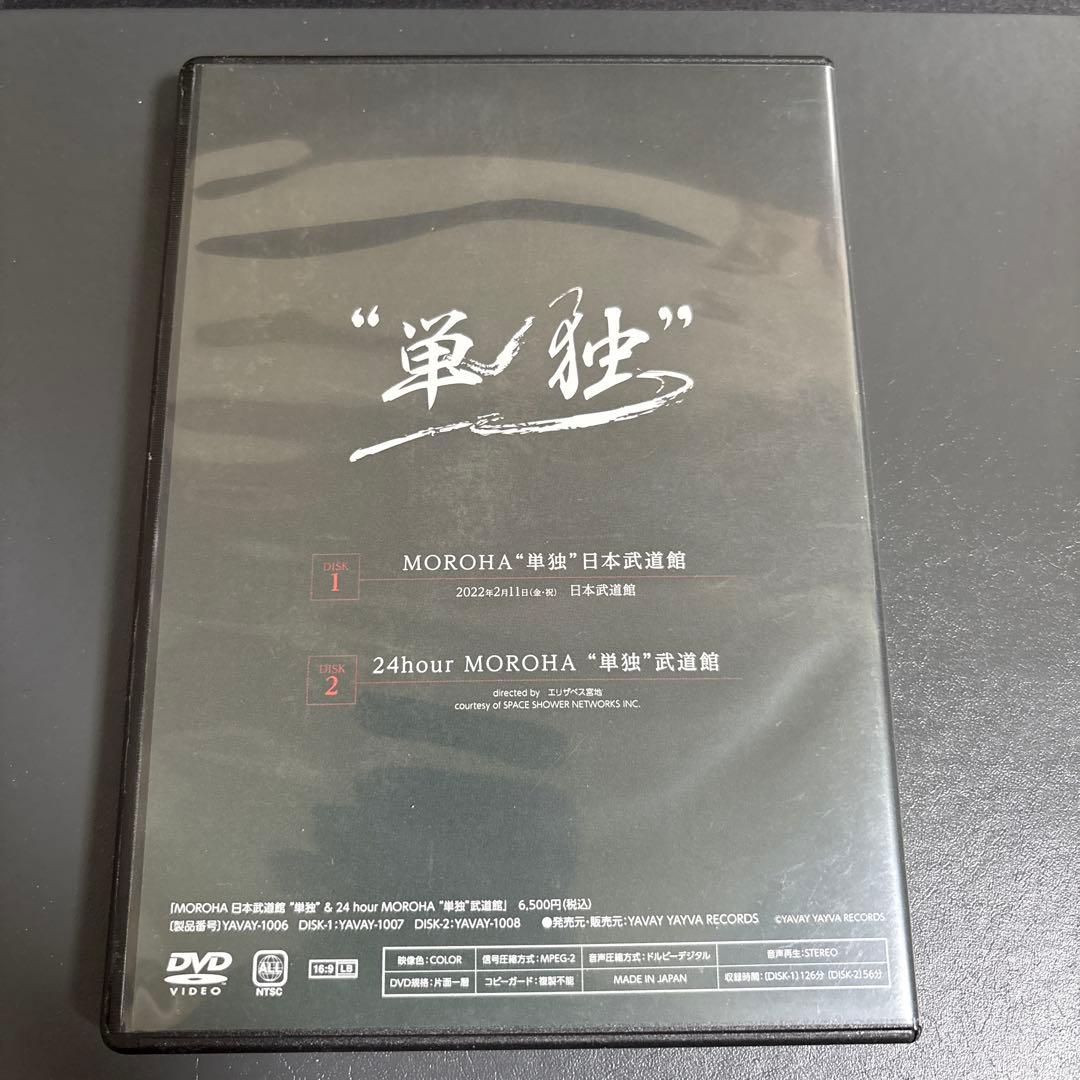 “単独”
DISK 1
MOROHA“単独”日本武道館
2022年2月11日(金・祝) 日本武道館
DISK 2
24hour MOROHA “単独”武道館
directed by エリザベス宮地
courtesy of SPACE SHOWER NETWORKS INC.
『MOROHA 日本武道館 “単独” & 24 hour MOROHA “単独”武道館』 6,500円(税込)
〔製品番号〕YAVAY-1006 DISK-1:YAVAY-1007 DISK-2:YAVAY-1008 ●発売元・販売元:YAVAY YAYVA RECORDS ©YAVAY YAYVA RECORDS
DVD VIDEO
ALL NTSC
16:9 LB
映像色:COLOR 信号圧縮方式:MPEG-2 音声圧縮方式:ドルビーデジタル 音声再生:STEREO
DVD規格:片面一層 コピーガード:複製不能 MADE IN JAPAN 収録時間:(DISK-1)126分 (DISK-2)56分